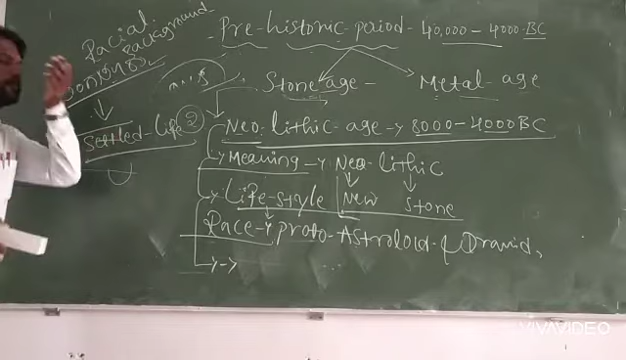 Racial
Background
Pre-historic-period - 40,000 - 4000-BC
Stone age -
Metal - age
Settled-life
② Neo-lithic-age → 8000 - 4000 BC
Meaning → Neo-lithic
Life-style
New Stone
Race → Proto-Astroloid & Dravid,
VIVAVIDEO